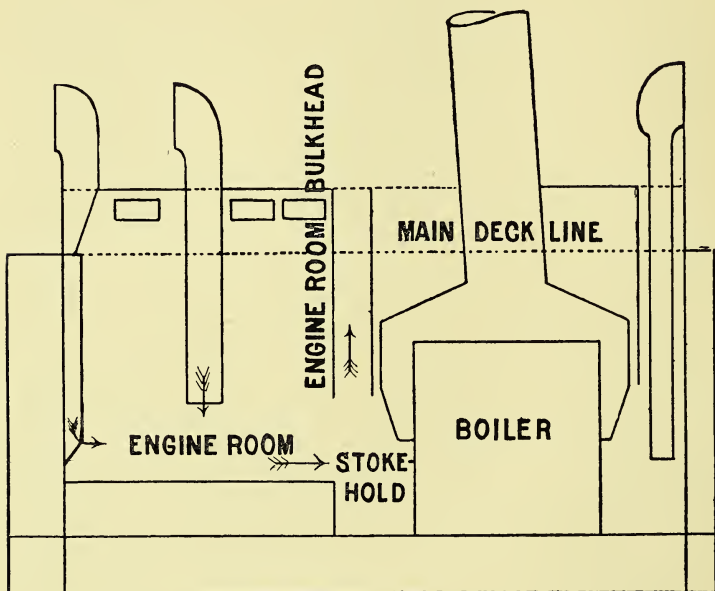 ENGINE ROOM BULKHEAD
MAIN DECK LINE
ENGINE ROOM
BOILER
STOKE-
HOLD